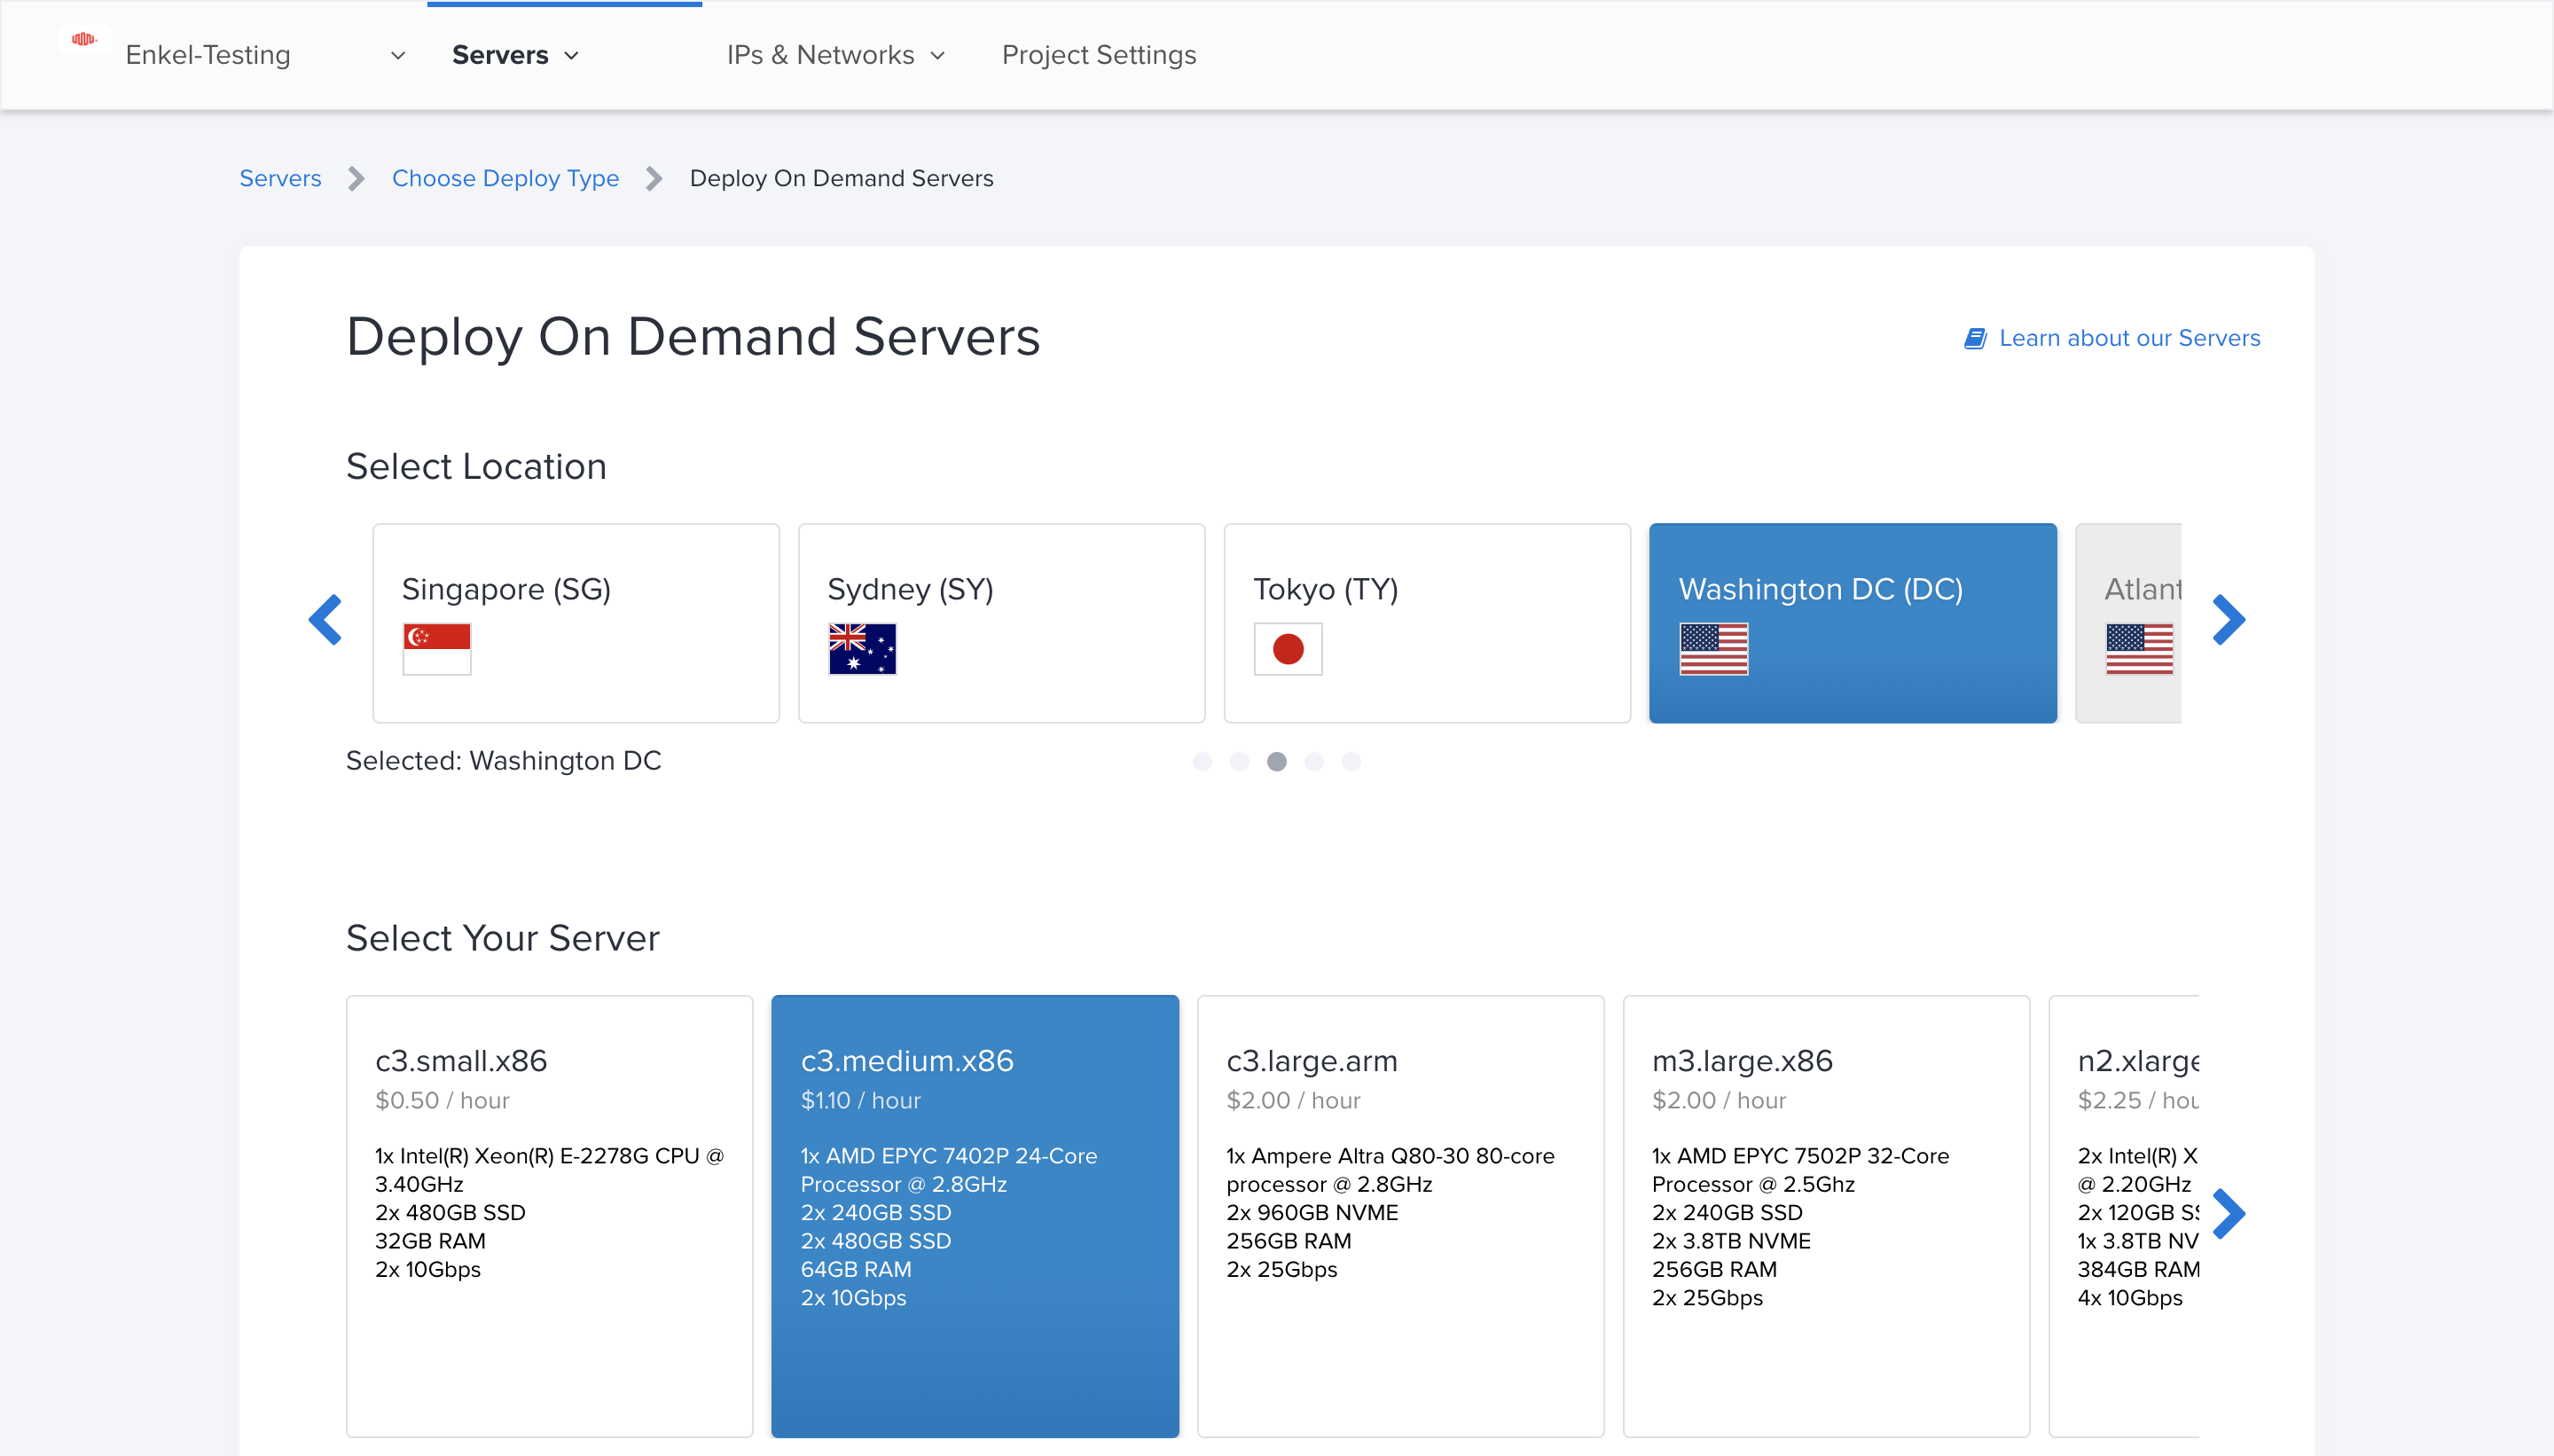 Enkel-Testing
Servers
IPs & Networks
Project Settings
Servers
Choose Deploy Type
Deploy On Demand Servers
Deploy On Demand Servers
Learn about our Servers
Select Location
Singapore (SG)
Sydney (SY)
Tokyo (TY)
Washington DC (DC)
Atlant
Selected: Washington DC
Select Your Server
c3.small.x86
$0.50 / hour
1x Intel(R) Xeon(R) E-2278G CPU @
3.40GHz
2x 480GB SSD
32GB RAM
2x 10Gbps
c3.medium.x86
$1.10 / hour
1x AMD EPYC 7402P 24-Core
Processor @ 2.8GHz
2x 240GB SSD
2x 480GB SSD
64GB RAM
2x 10Gbps
c3.large.arm
$2.00 / hour
1x Ampere Altra Q80-30 80-core
processor @ 2.8GHz
2x 960GB NVME
256GB RAM
2x 25Gbps
m3.large.x86
$2.00 / hour
1x AMD EPYC 7502P 32-Core
Processor @ 2.5Ghz
2x 240GB SSD
2x 3.8TB NVME
256GB RAM
2x 25Gbps
n2.xlarge
$2.25 / hou
2x Intel(R) X
@ 2.20GHz
2x 120GB SS
1x 3.8TB NV
384GB RAM
4x 10Gbps